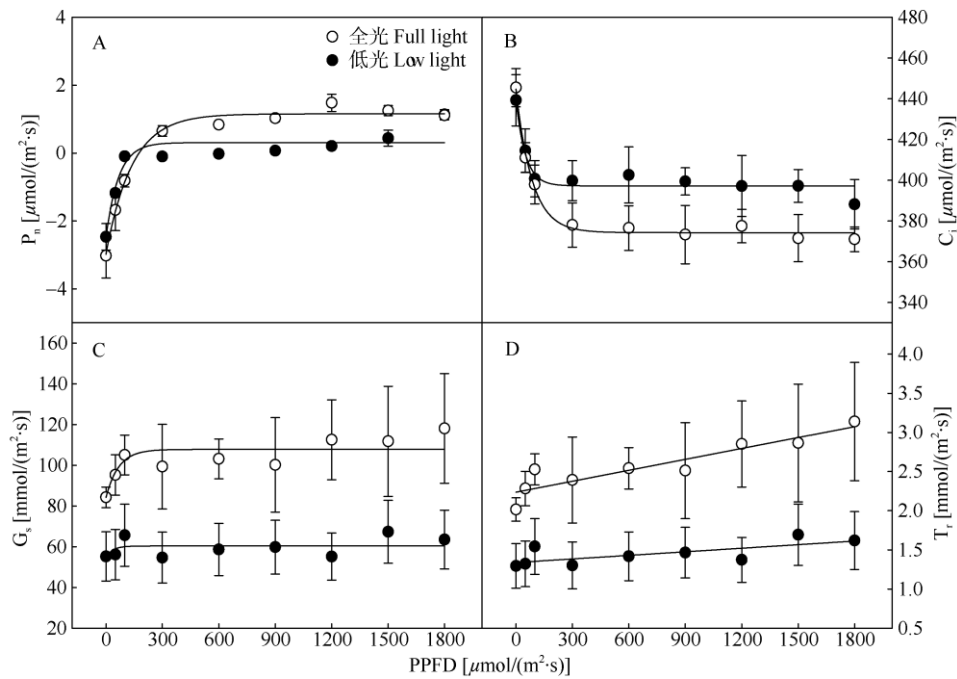 A
全光 Full light
低光 Low light
4
2
0
−2
−4
P_n [μmol/(m²·s)]
B
480
460
440
420
400
380
360
340
C_i [μmol/(m²·s)]
C
160
140
120
100
80
60
40
20
G_s [mmol/(m²·s)]
D
4.0
3.5
3.0
2.5
2.0
1.5
1.0
0.5
T_r [mmol/(m²·s)]
0 300 600 900 1200 1500 1800
0 300 600 900 1200 1500 1800
PPFD [μmol/(m²·s)]